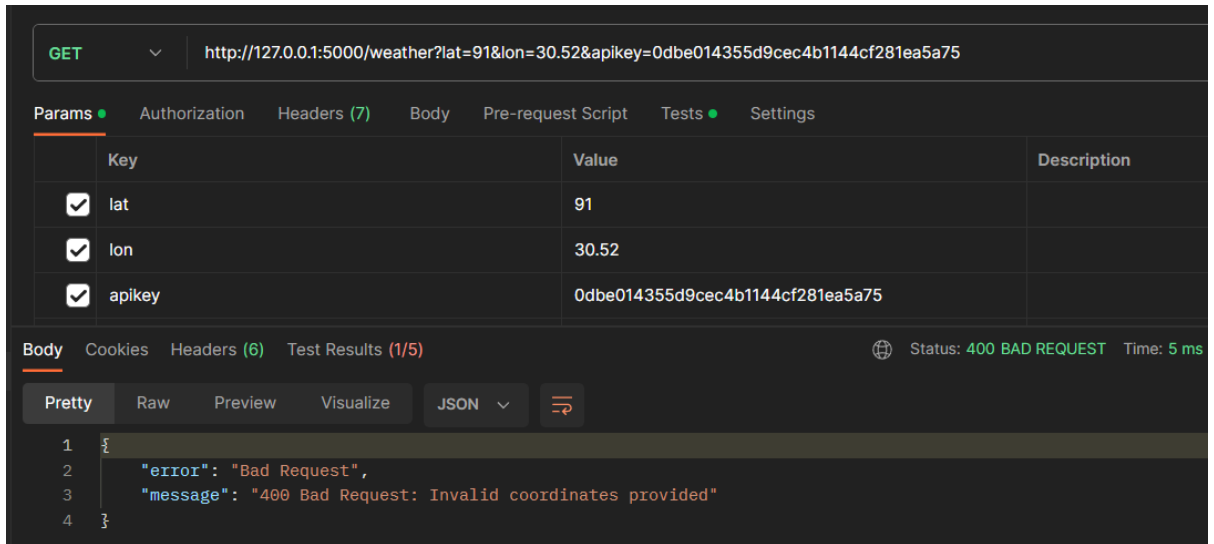 GET http://127.0.0.1:5000/weather?lat=91&lon=30.52&apikey=0dbe014355d9cec4b1144cf281ea5a75
Params Authorization Headers (7) Body Pre-request Script Tests Settings
Key Value Description
lat 91
lon 30.52
apikey 0dbe014355d9cec4b1144cf281ea5a75
Body Cookies Headers (6) Test Results (1/5) Status: 400 BAD REQUEST Time: 5 ms
Pretty Raw Preview Visualize JSON
1 {
2 "error": "Bad Request",
3 "message": "400 Bad Request: Invalid coordinates provided"
4 }